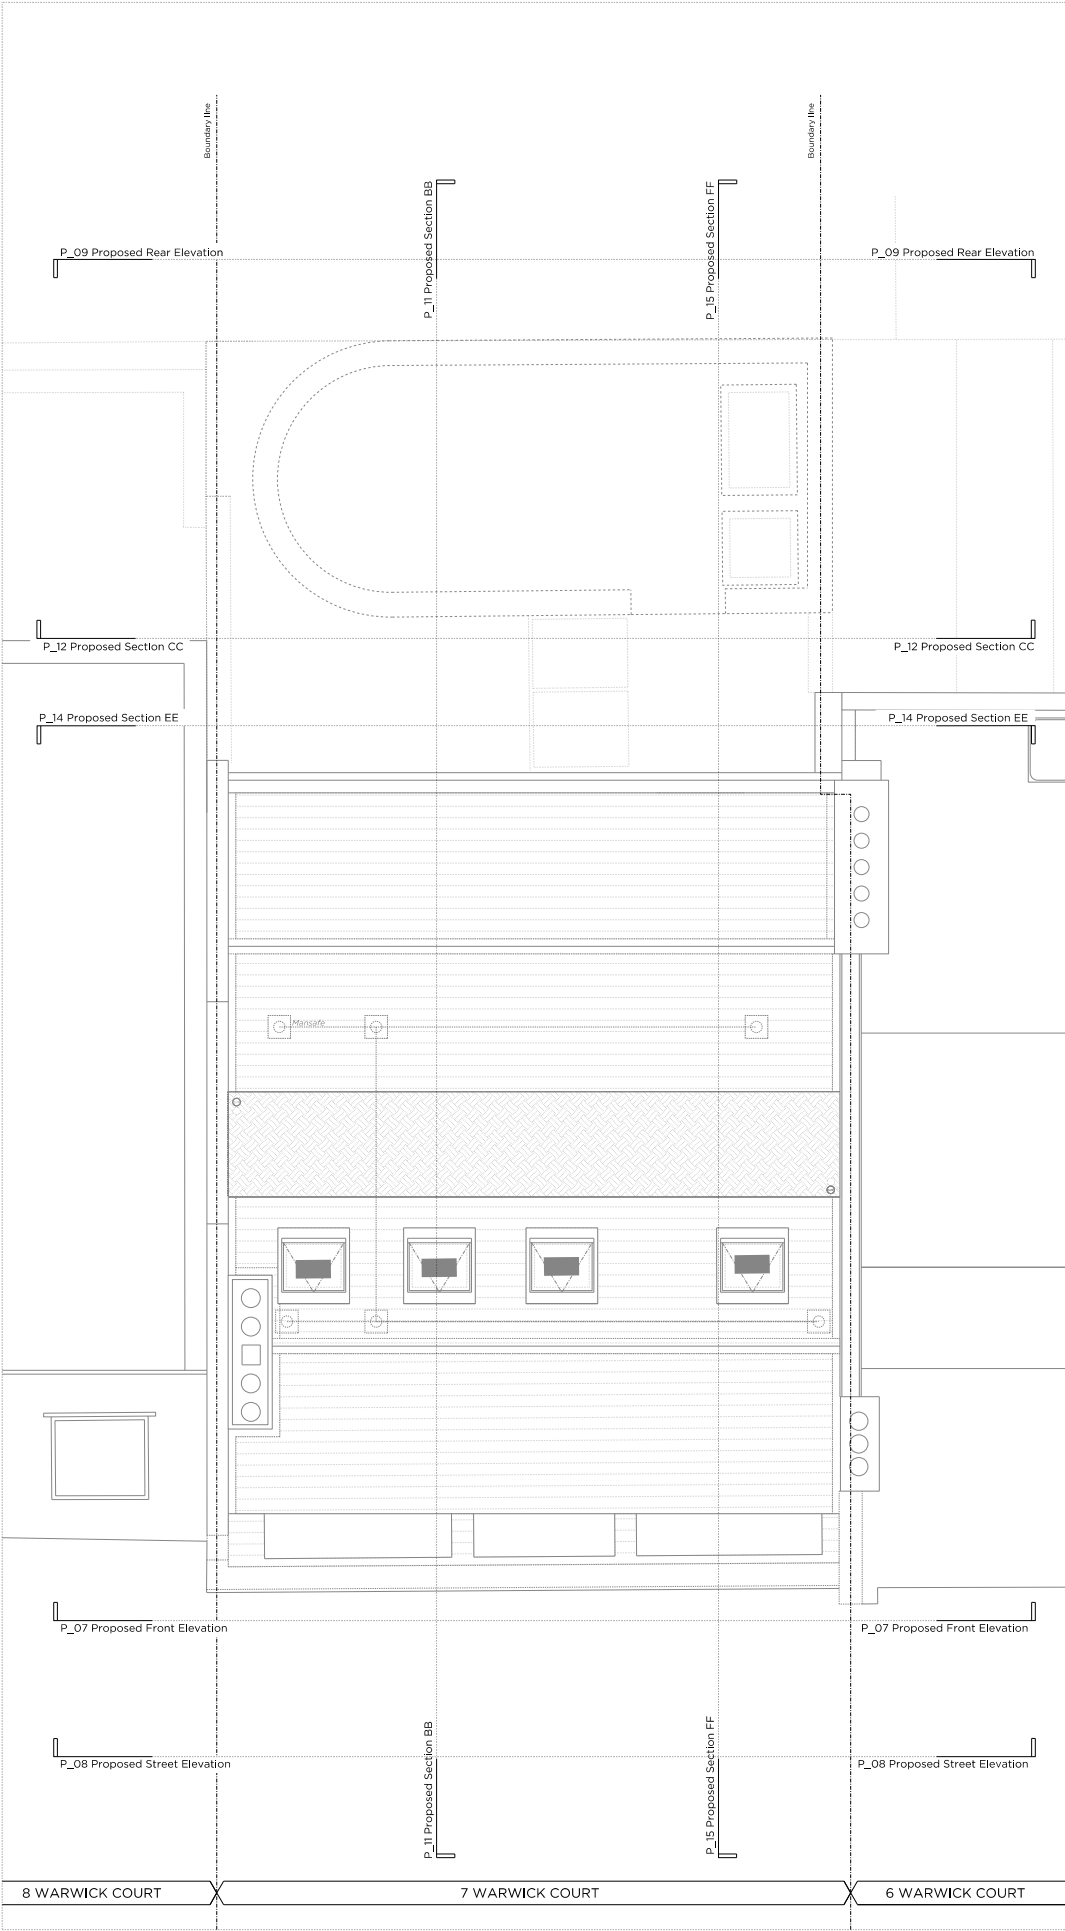 Boundary line
Boundary line
P_11 Proposed Section BB
P_15 Proposed Section FF
P_09 Proposed Rear Elevation
P_09 Proposed Rear Elevation
P_12 Proposed Section CC
P_12 Proposed Section CC
P_14 Proposed Section EE
P_14 Proposed Section EE
Mansafe
P_07 Proposed Front Elevation
P_07 Proposed Front Elevation
P_11 Proposed Section BB
P_15 Proposed Section FF
P_08 Proposed Street Elevation
P_08 Proposed Street Elevation
8 WARWICK COURT
7 WARWICK COURT
6 WARWICK COURT